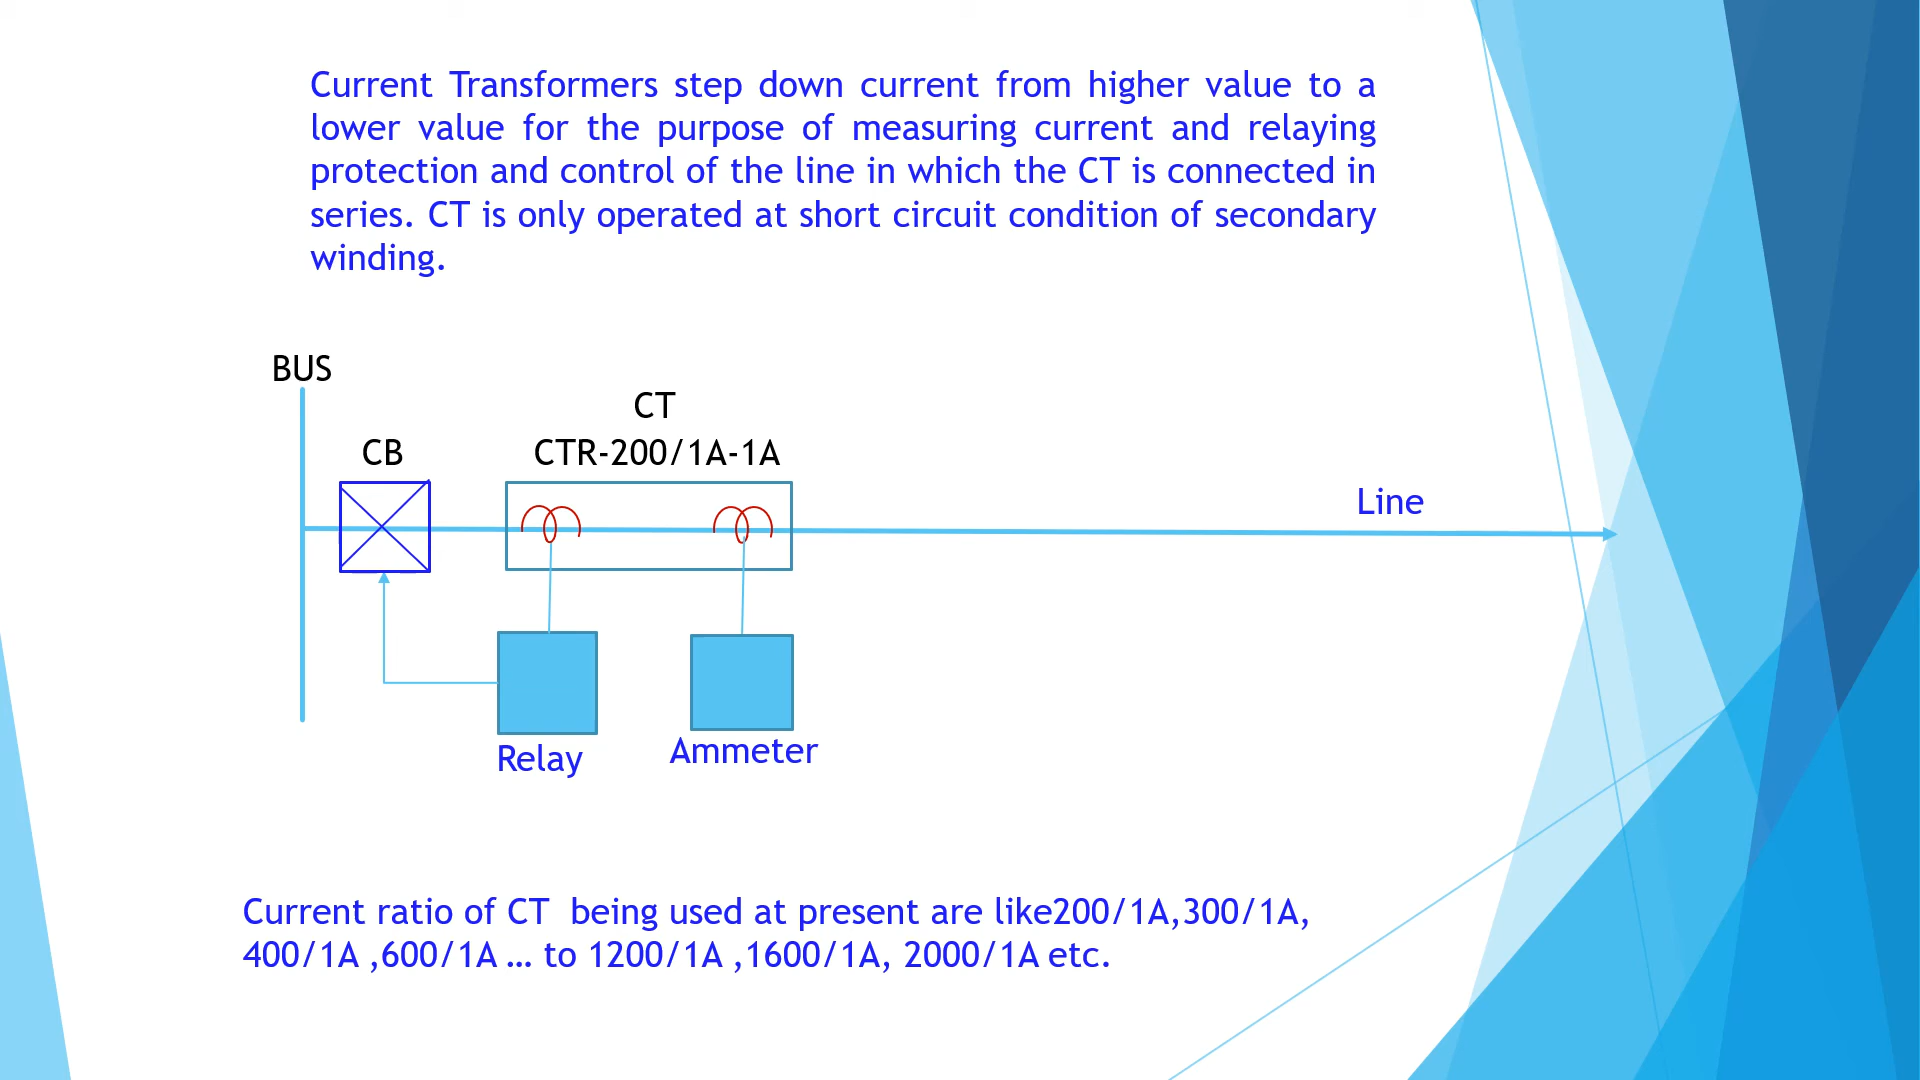 Current Transformers step down current from higher value to a
lower value for the purpose of measuring current and relaying
protection and control of the line in which the CT is connected in
series. CT is only operated at short circuit condition of secondary
winding.
BUS
CT
CB
CTR-200/1A-1A
Line
Relay
Ammeter
Current ratio of CT  being used at present are like200/1A,300/1A,
400/1A ,600/1A … to 1200/1A ,1600/1A, 2000/1A etc.